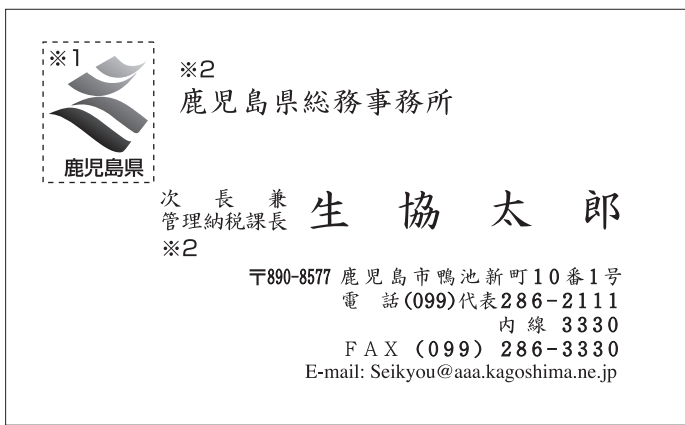 ※1
鹿児島県
※2
鹿児島県総務事務所
次長兼
管理納税課長
生協太郎
※2
〒890-8577 鹿児島市鴨池新町10番1号
電　話(099)代表286-2111
内線 3330
ＦＡＸ (099) 286-3330
E-mail: Seikyou@aaa.kagoshima.ne.jp